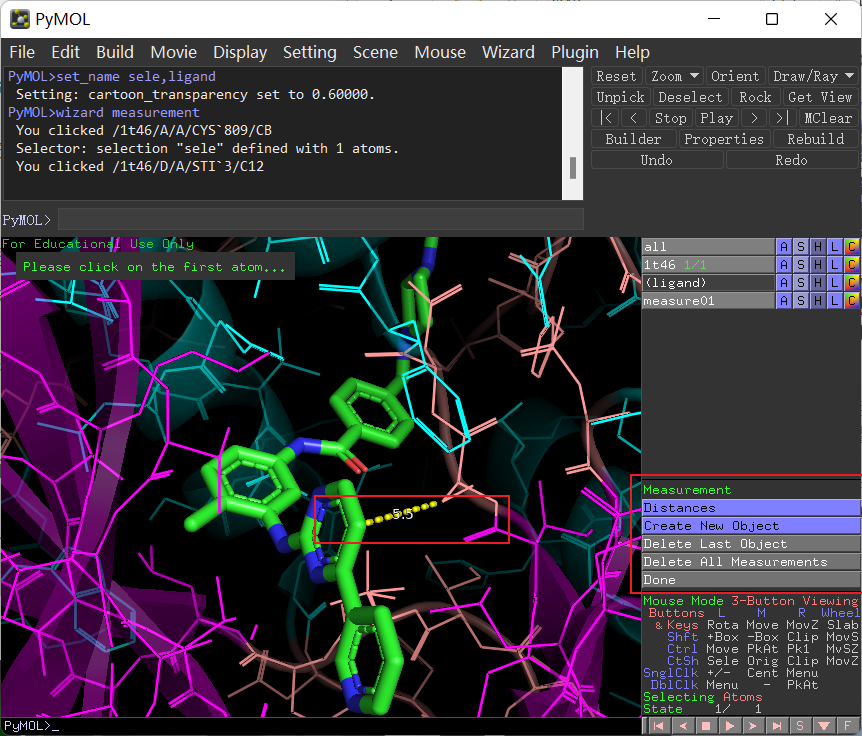 PyMOL
File Edit Build Movie Display Setting Scene Mouse Wizard Plugin Help
PyMOL>set_name sele,ligand
Setting: cartoon_transparency set to 0.60000.
PyMOL>wizard measurement
You clicked /1t46/A/A/CYS`809/CB
Selector: selection "sele" defined with 1 atoms.
You clicked /1t46/D/A/STI`3/C12
Reset Zoom Orient Draw/Ray
Unpick Deselect Rock Get View
|< < Stop Play > >| MClear
Builder Properties Rebuild
Undo Redo
PyMOL>
For Educational Use Only
Please click on the first atom...
all A S H L C
1t46 1/1 A S H L C
(ligand) A S H L C
measure01 A S H L C
5.5
Measurement
Distances
Create New Object
Delete Last Object
Delete All Measurements
Done
Mouse Mode 3-Button Viewing
Buttons L M R Wheel
& Keys Rota Move MovZ Slab
Shft +Box -Box Clip MovS
Ctrl Move PkAt Pk1 MvSZ
CtSh Sele Orig Clip MovZ
SnglClk +/- Cent Menu
DblClk Menu - PkAt
Selecting Atoms
State 1/ 1
PyMOL>_
S F